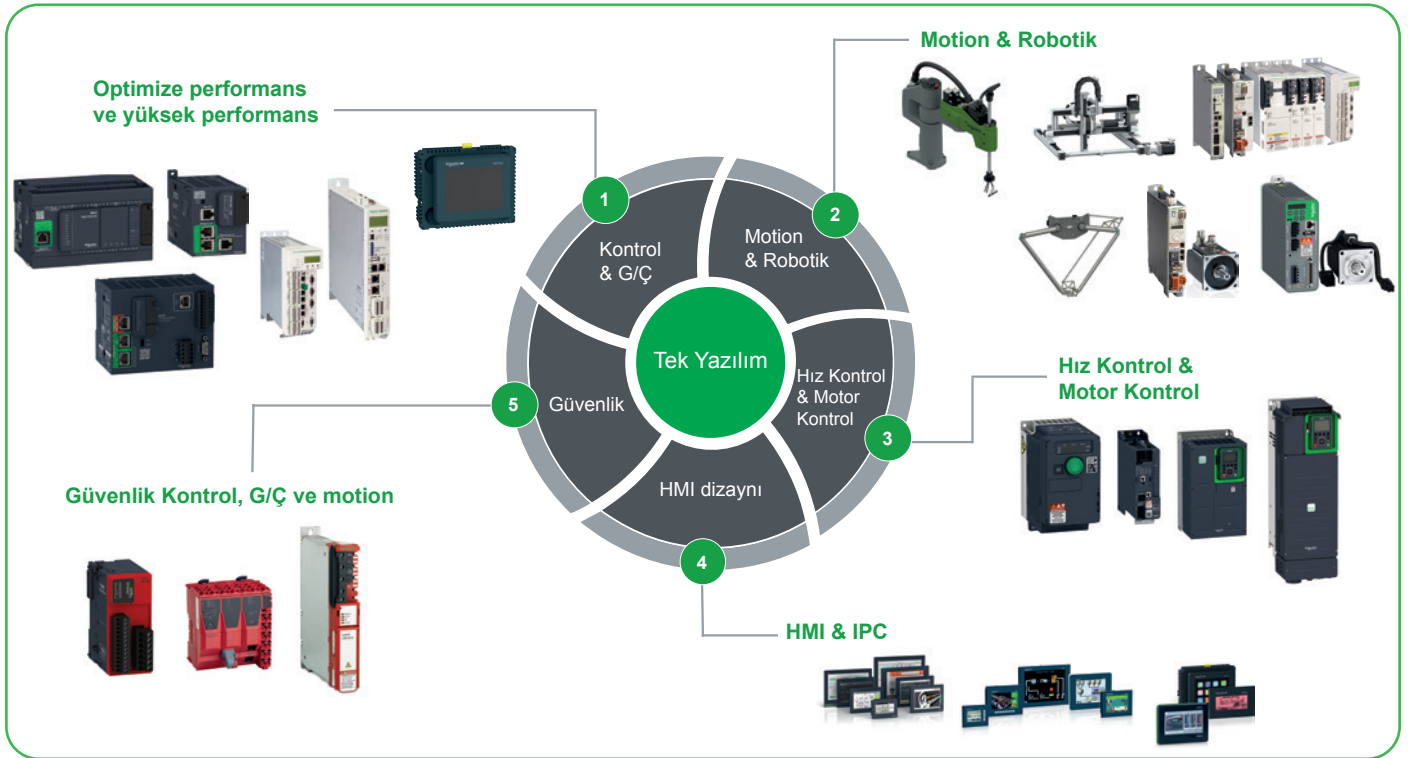 Optimize performans
ve yüksek performans
Motion & Robotik
1
Kontrol
& G/Ç
2
Motion
& Robotik
Tek Yazılım
Hız Kontrol
& Motor
Kontrol
3
Hız Kontrol &
Motor Kontrol
5
Güvenlik
Güvenlik Kontrol, G/Ç ve motion
HMI dizaynı
4
HMI & IPC